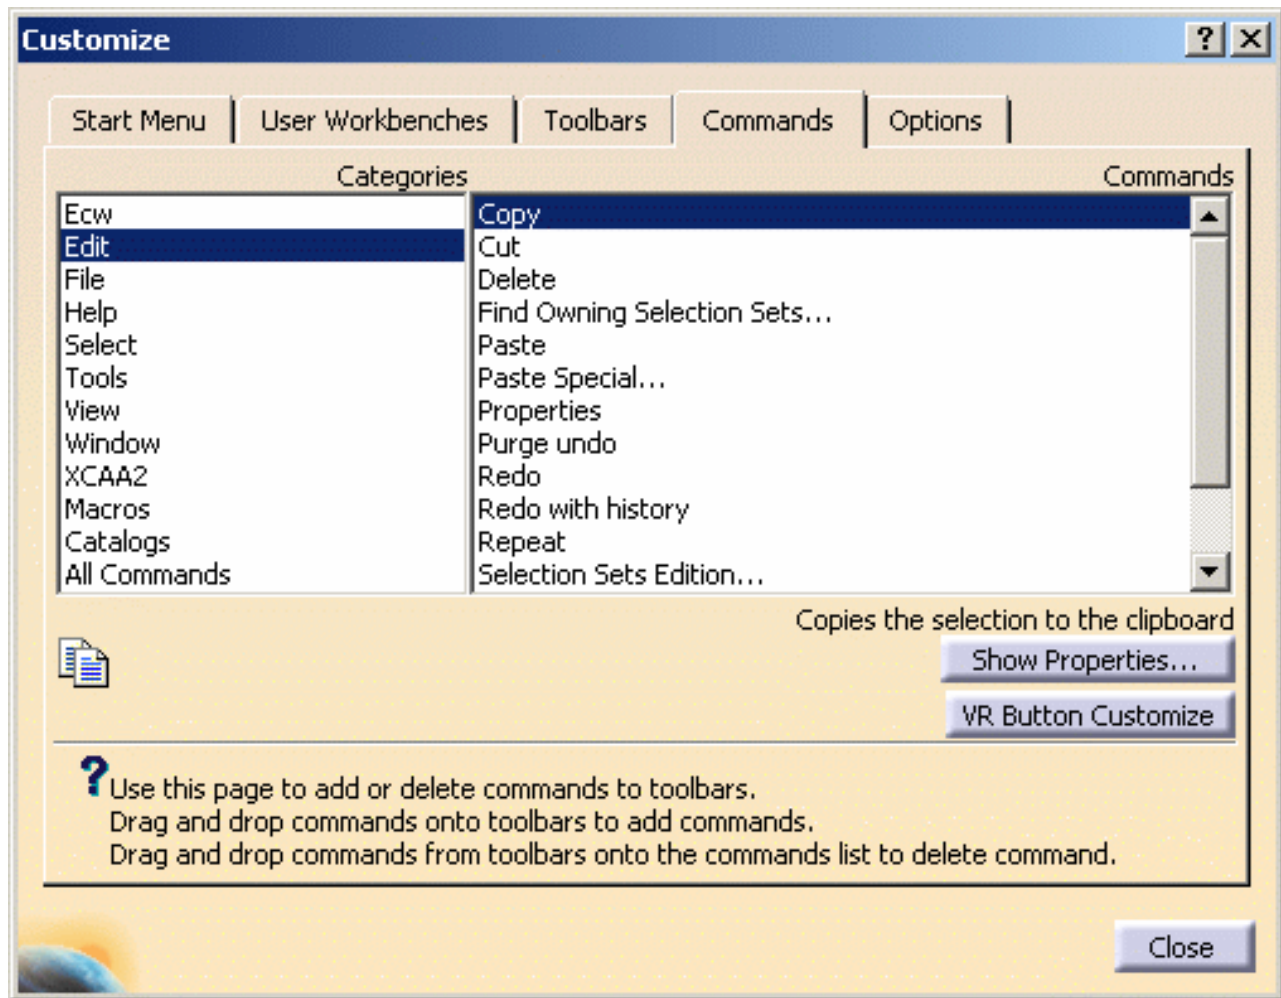 Customize
Start Menu
User Workbenches
Toolbars
Commands
Options
Categories
Commands
Ecw
Edit
File
Help
Select
Tools
View
Window
XCAA2
Macros
Catalogs
All Commands
Copy
Cut
Delete
Find Owning Selection Sets...
Paste
Paste Special...
Properties
Purge undo
Redo
Redo with history
Repeat
Selection Sets Edition...
Copies the selection to the clipboard
Show Properties...
VR Button Customize
?Use this page to add or delete commands to toolbars.
Drag and drop commands onto toolbars to add commands.
Drag and drop commands from toolbars onto the commands list to delete command.
Close